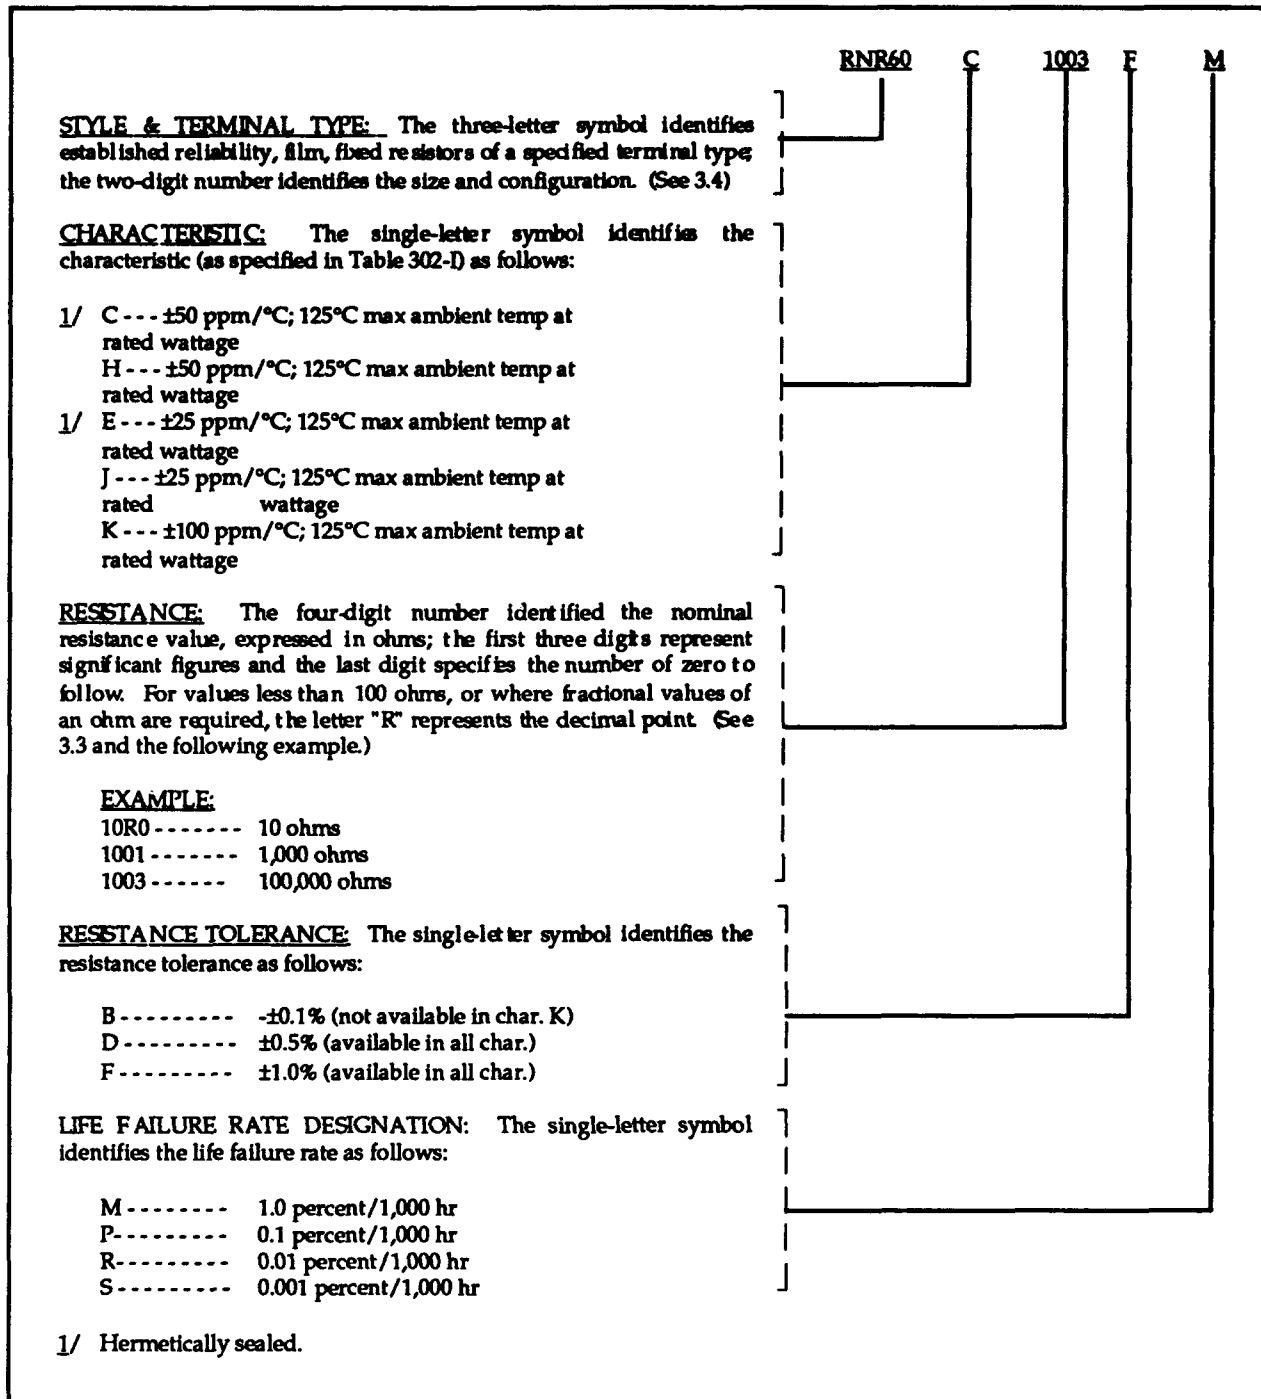 RNR60 C 1003 F M
STYLE & TERMINAL TYPE: The three-letter symbol identifies
established reliability, film, fixed resistors of a specified terminal type;
the two-digit number identifies the size and configuration. (See 3.4)
CHARACTERISTIC: The single-letter symbol identifies the
characteristic (as specified in Table 302-I) as follows:
1/ C - - - ±50 ppm/°C; 125°C max ambient temp at
rated wattage
H - - - ±50 ppm/°C; 125°C max ambient temp at
rated wattage
1/ E - - - ±25 ppm/°C; 125°C max ambient temp at
rated wattage
J - - - ±25 ppm/°C; 125°C max ambient temp at
rated wattage
K - - - ±100 ppm/°C; 125°C max ambient temp at
rated wattage
RESISTANCE: The four-digit number identified the nominal
resistance value, expressed in ohms; the first three digits represent
significant figures and the last digit specifies the number of zero to
follow. For values less than 100 ohms, or where fractional values of
an ohm are required, the letter "R" represents the decimal point. (See
3.3 and the following example.)
EXAMPLE:
10R0 - - - - - - - 10 ohms
1001 - - - - - - - 1,000 ohms
1003 - - - - - - 100,000 ohms
RESISTANCE TOLERANCE: The single-letter symbol identifies the
resistance tolerance as follows:
B - - - - - - - - - -±0.1% (not available in char. K)
D - - - - - - - - - ±0.5% (available in all char.)
F - - - - - - - - - ±1.0% (available in all char.)
LIFE FAILURE RATE DESIGNATION: The single-letter symbol
identifies the life failure rate as follows:
M - - - - - - - - 1.0 percent/1,000 hr
P- - - - - - - - - 0.1 percent/1,000 hr
R- - - - - - - - - 0.01 percent/1,000 hr
S - - - - - - - - - 0.001 percent/1,000 hr
1/ Hermetically sealed.